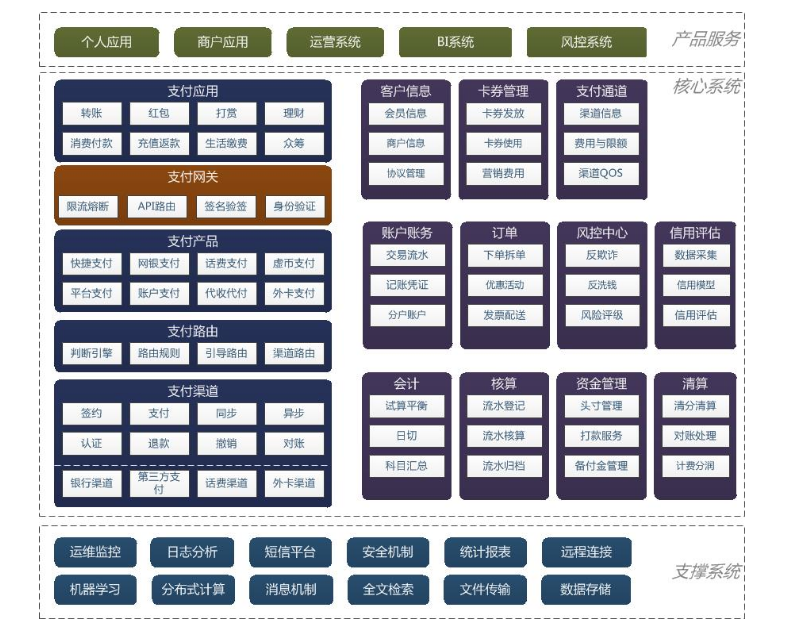 个人应用
商户应用
运营系统
BI系统
风控系统
产品服务
核心系统
支付应用
转账
红包
打赏
理财
消费付款
充值返款
生活缴费
众筹
支付网关
限流熔断
API路由
签名验签
身份验证
支付产品
快捷支付
网银支付
话费支付
虚币支付
平台支付
账户支付
代收代付
外卡支付
支付路由
判断引擎
路由规则
引导路由
渠道路由
支付渠道
签约
支付
同步
异步
认证
退款
撤销
对账
银行渠道
第三方支
付
话费渠道
外卡渠道
客户信息
会员信息
商户信息
协议管理
卡券管理
卡券发放
卡券使用
营销费用
支付通道
渠道信息
费用与限额
渠道QOS
账户账务
交易流水
记账凭证
分户账户
订单
下单拆单
优惠活动
发票配送
风控中心
反欺诈
反洗钱
风险评级
信用评估
数据采集
信用模型
信用评估
会计
试算平衡
日切
科目汇总
核算
流水登记
流水核算
流水归档
资金管理
头寸管理
打款服务
备付金管理
清算
清分清算
对账处理
计费分润
运维监控
日志分析
短信平台
安全机制
统计报表
远程连接
支撑系统
机器学习
分布式计算
消息机制
全文检索
文件传输
数据存储